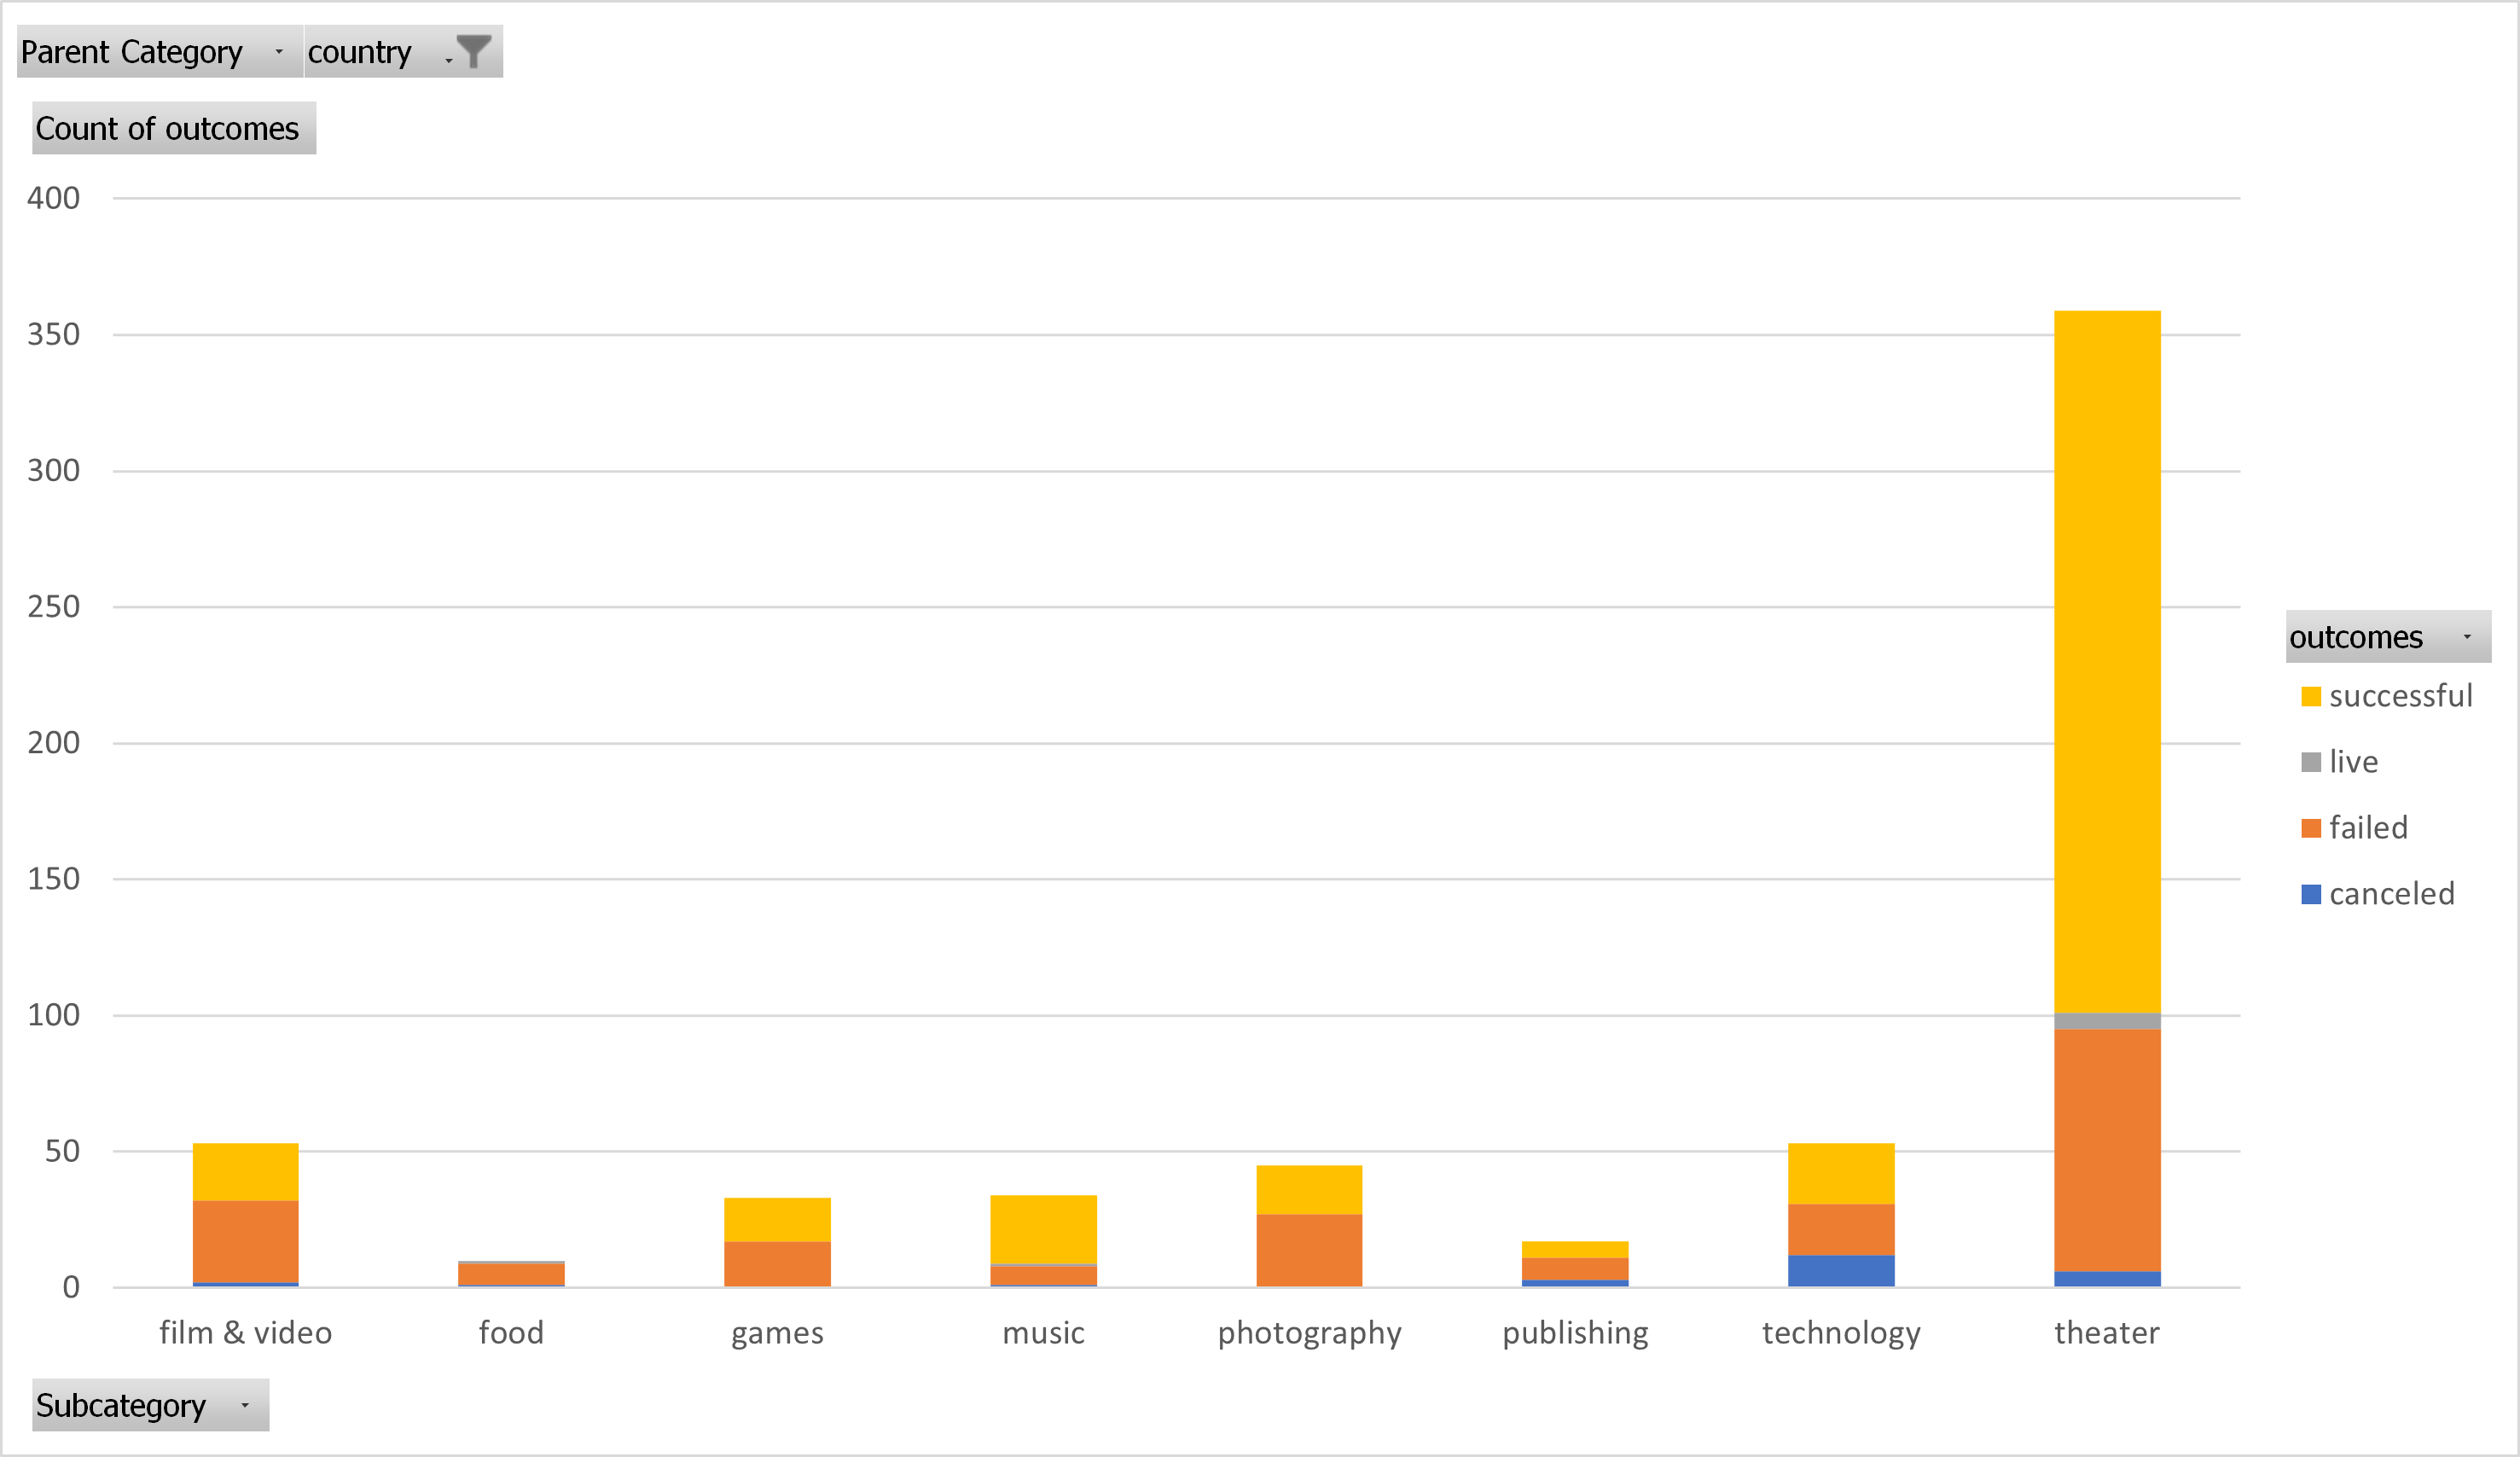 Parent Category country
Count of outcomes
400
350
300
250
200
150
100
50
0
film & video food games music photography publishing technology theater
Subcategory
outcomes
successful
live
failed
canceled